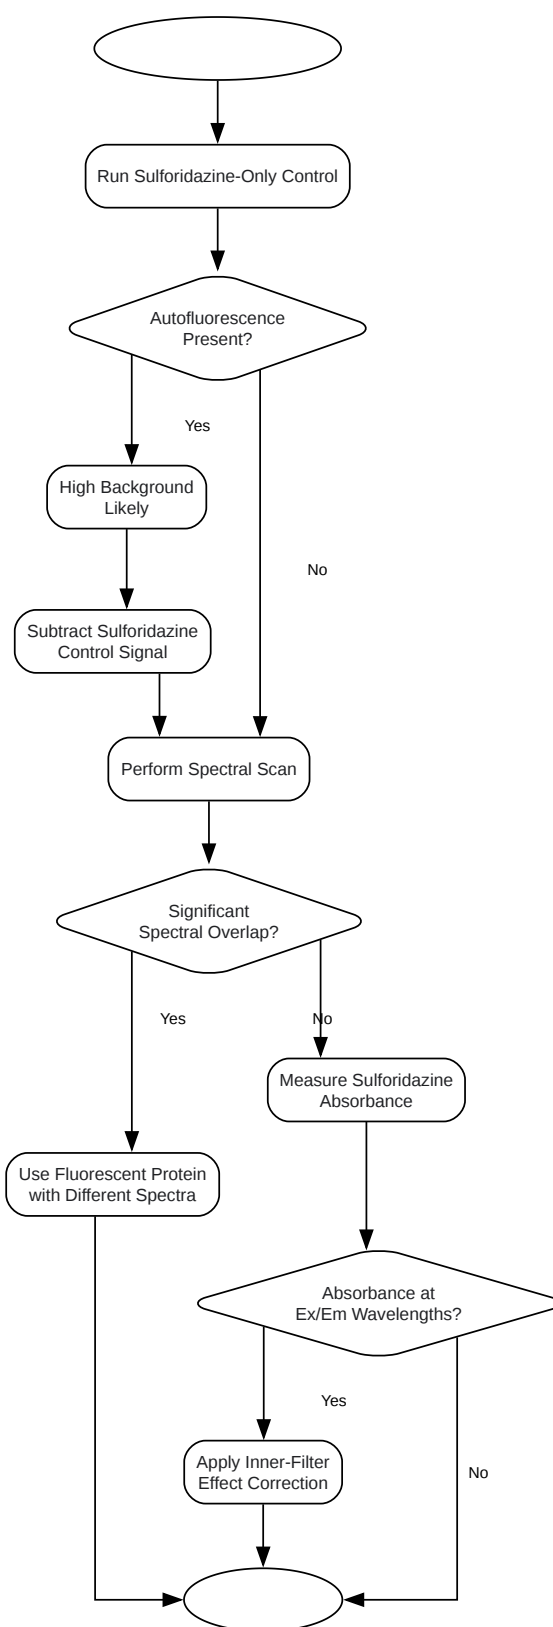 Run Sulforidazine-Only Control
Autofluorescence
Present?
Yes
High Background
Likely
No
Subtract Sulforidazine
Control Signal
Perform Spectral Scan
Significant
Spectral Overlap?
Yes
No
Measure Sulforidazine
Absorbance
Use Fluorescent Protein
with Different Spectra
Absorbance at
Ex/Em Wavelengths?
Yes
Apply Inner-Filter
Effect Correction
No